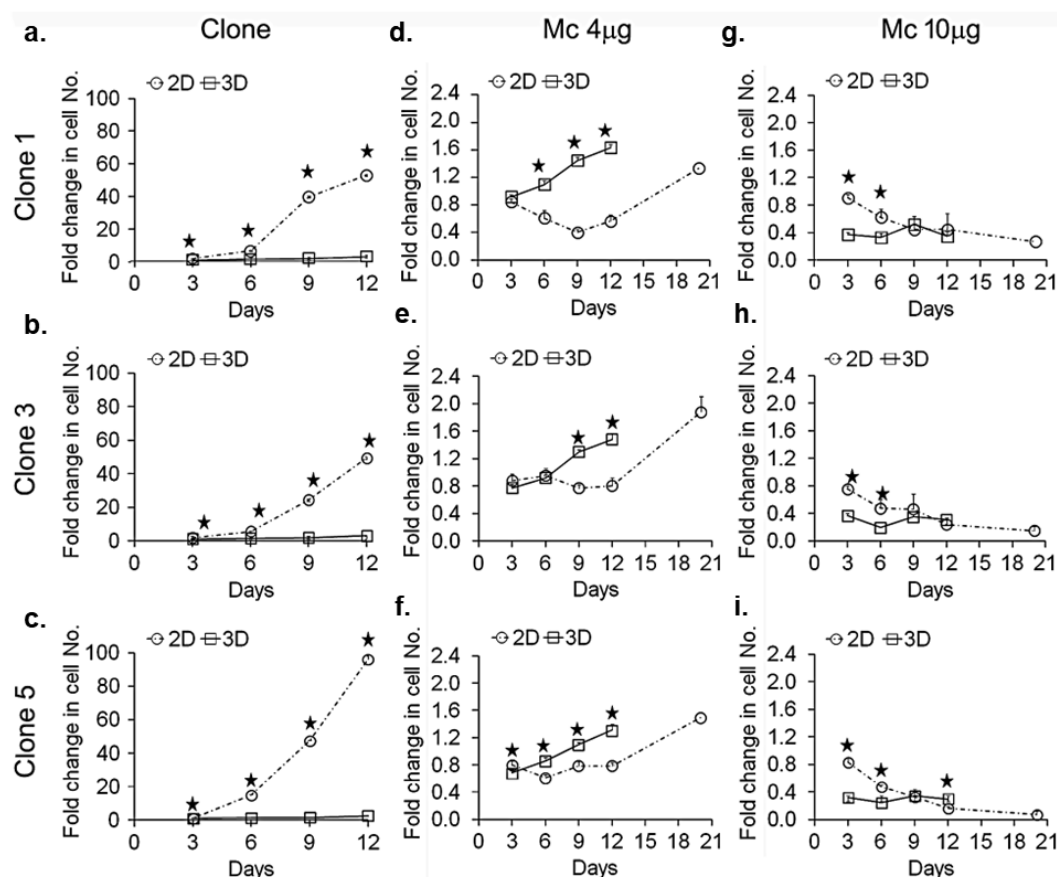 a. Clone d. Mc 4μg g. Mc 10μg
Clone 1
Fold change in cell No.
2D 3D
100
80
60
40
20
0
0 3 6 9 12
Days
Fold change in cell No.
2D 3D
2.4
2.0
1.6
1.2
0.8
0.4
0.0
0 3 6 9 12 15 18 21
Days
Fold change in cell No.
2D 3D
2.4
2.0
1.6
1.2
0.8
0.4
0.0
0 3 6 9 12 15 18 21
Days
b. e. h.
Clone 3
Fold change in cell No.
2D 3D
100
80
60
40
20
0
0 3 6 9 12
Days
Fold change in cell No.
2D 3D
2.4
2.0
1.6
1.2
0.8
0.4
0.0
0 3 6 9 12 15 18 21
Days
Fold change in cell No.
2D 3D
2.4
2.0
1.6
1.2
0.8
0.4
0.0
0 3 6 9 12 15 18 21
Days
c. f. i.
Clone 5
Fold change in cell No.
2D 3D
100
80
60
40
20
0
0 3 6 9 12
Days
Fold change in cell No.
2D 3D
2.4
2.0
1.6
1.2
0.8
0.4
0.0
0 3 6 9 12 15 18 21
Days
Fold change in cell No.
2D 3D
2.4
2.0
1.6
1.2
0.8
0.4
0.0
0 3 6 9 12 15 18 21
Days